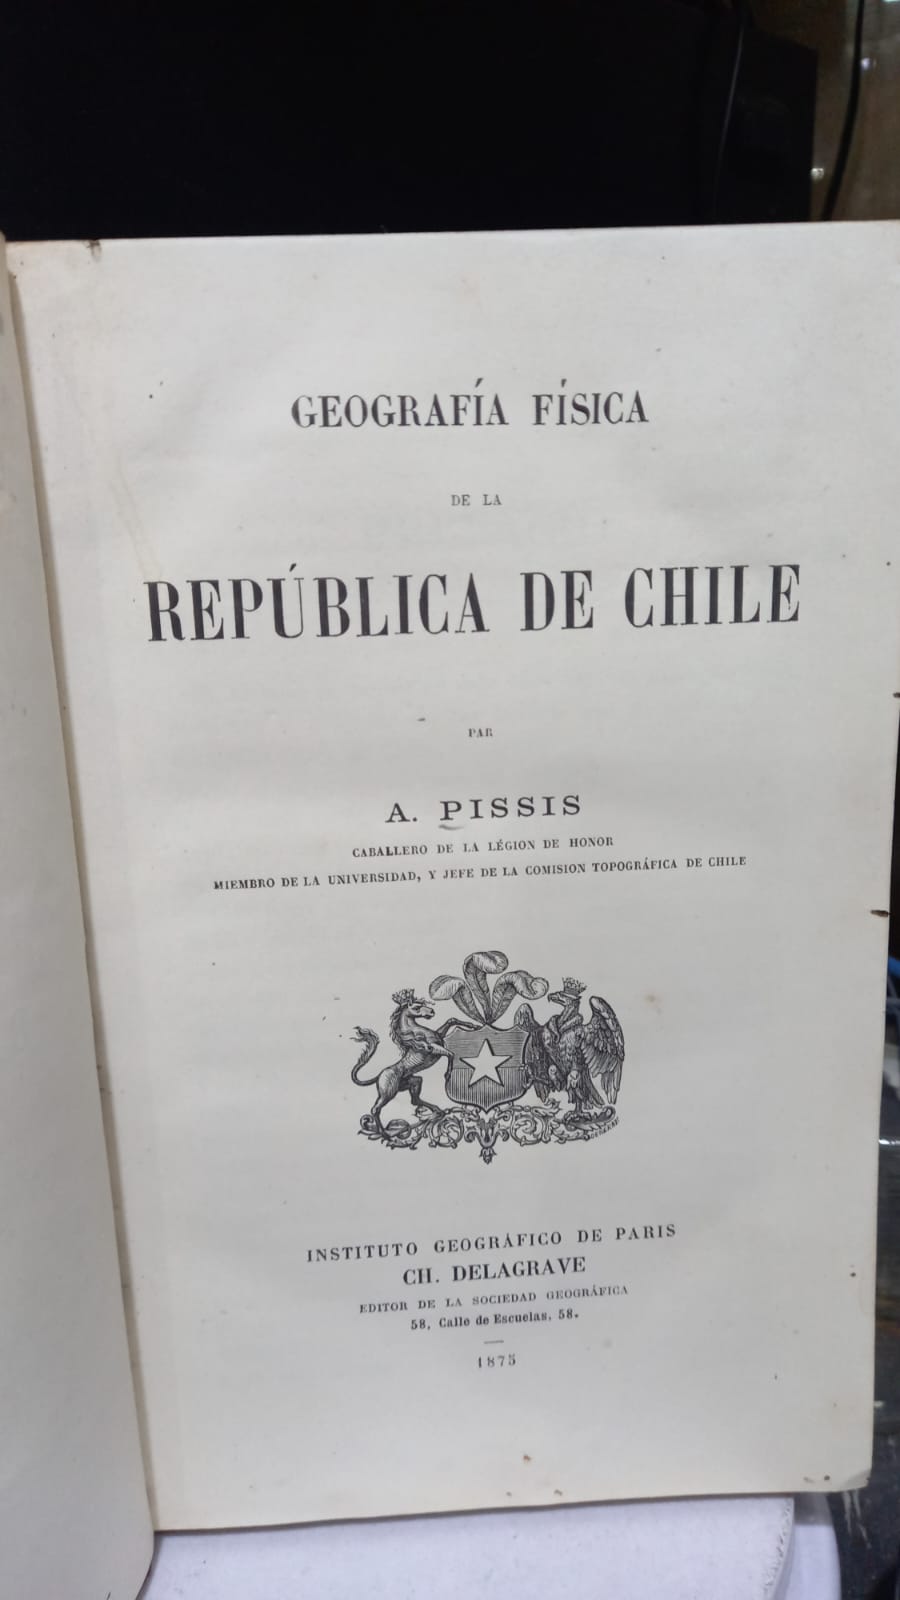 GEOGRAFÍA FÍSICA
DE LA
REPÚBLICA DE CHILE
PAR
A. PISSIS
CABALLERO DE LA LÉGION DE HONOR
MIEMBRO DE LA UNIVERSIDAD, Y JEFE DE LA COMISION TOPOGRÁFICA DE CHILE
INSTITUTO GEOGRÁFICO DE PARIS
CH. DELAGRAVE
EDITOR DE LA SOCIEDAD GEOGRÁFICA
58, Calle de Escuelas, 58.
1875